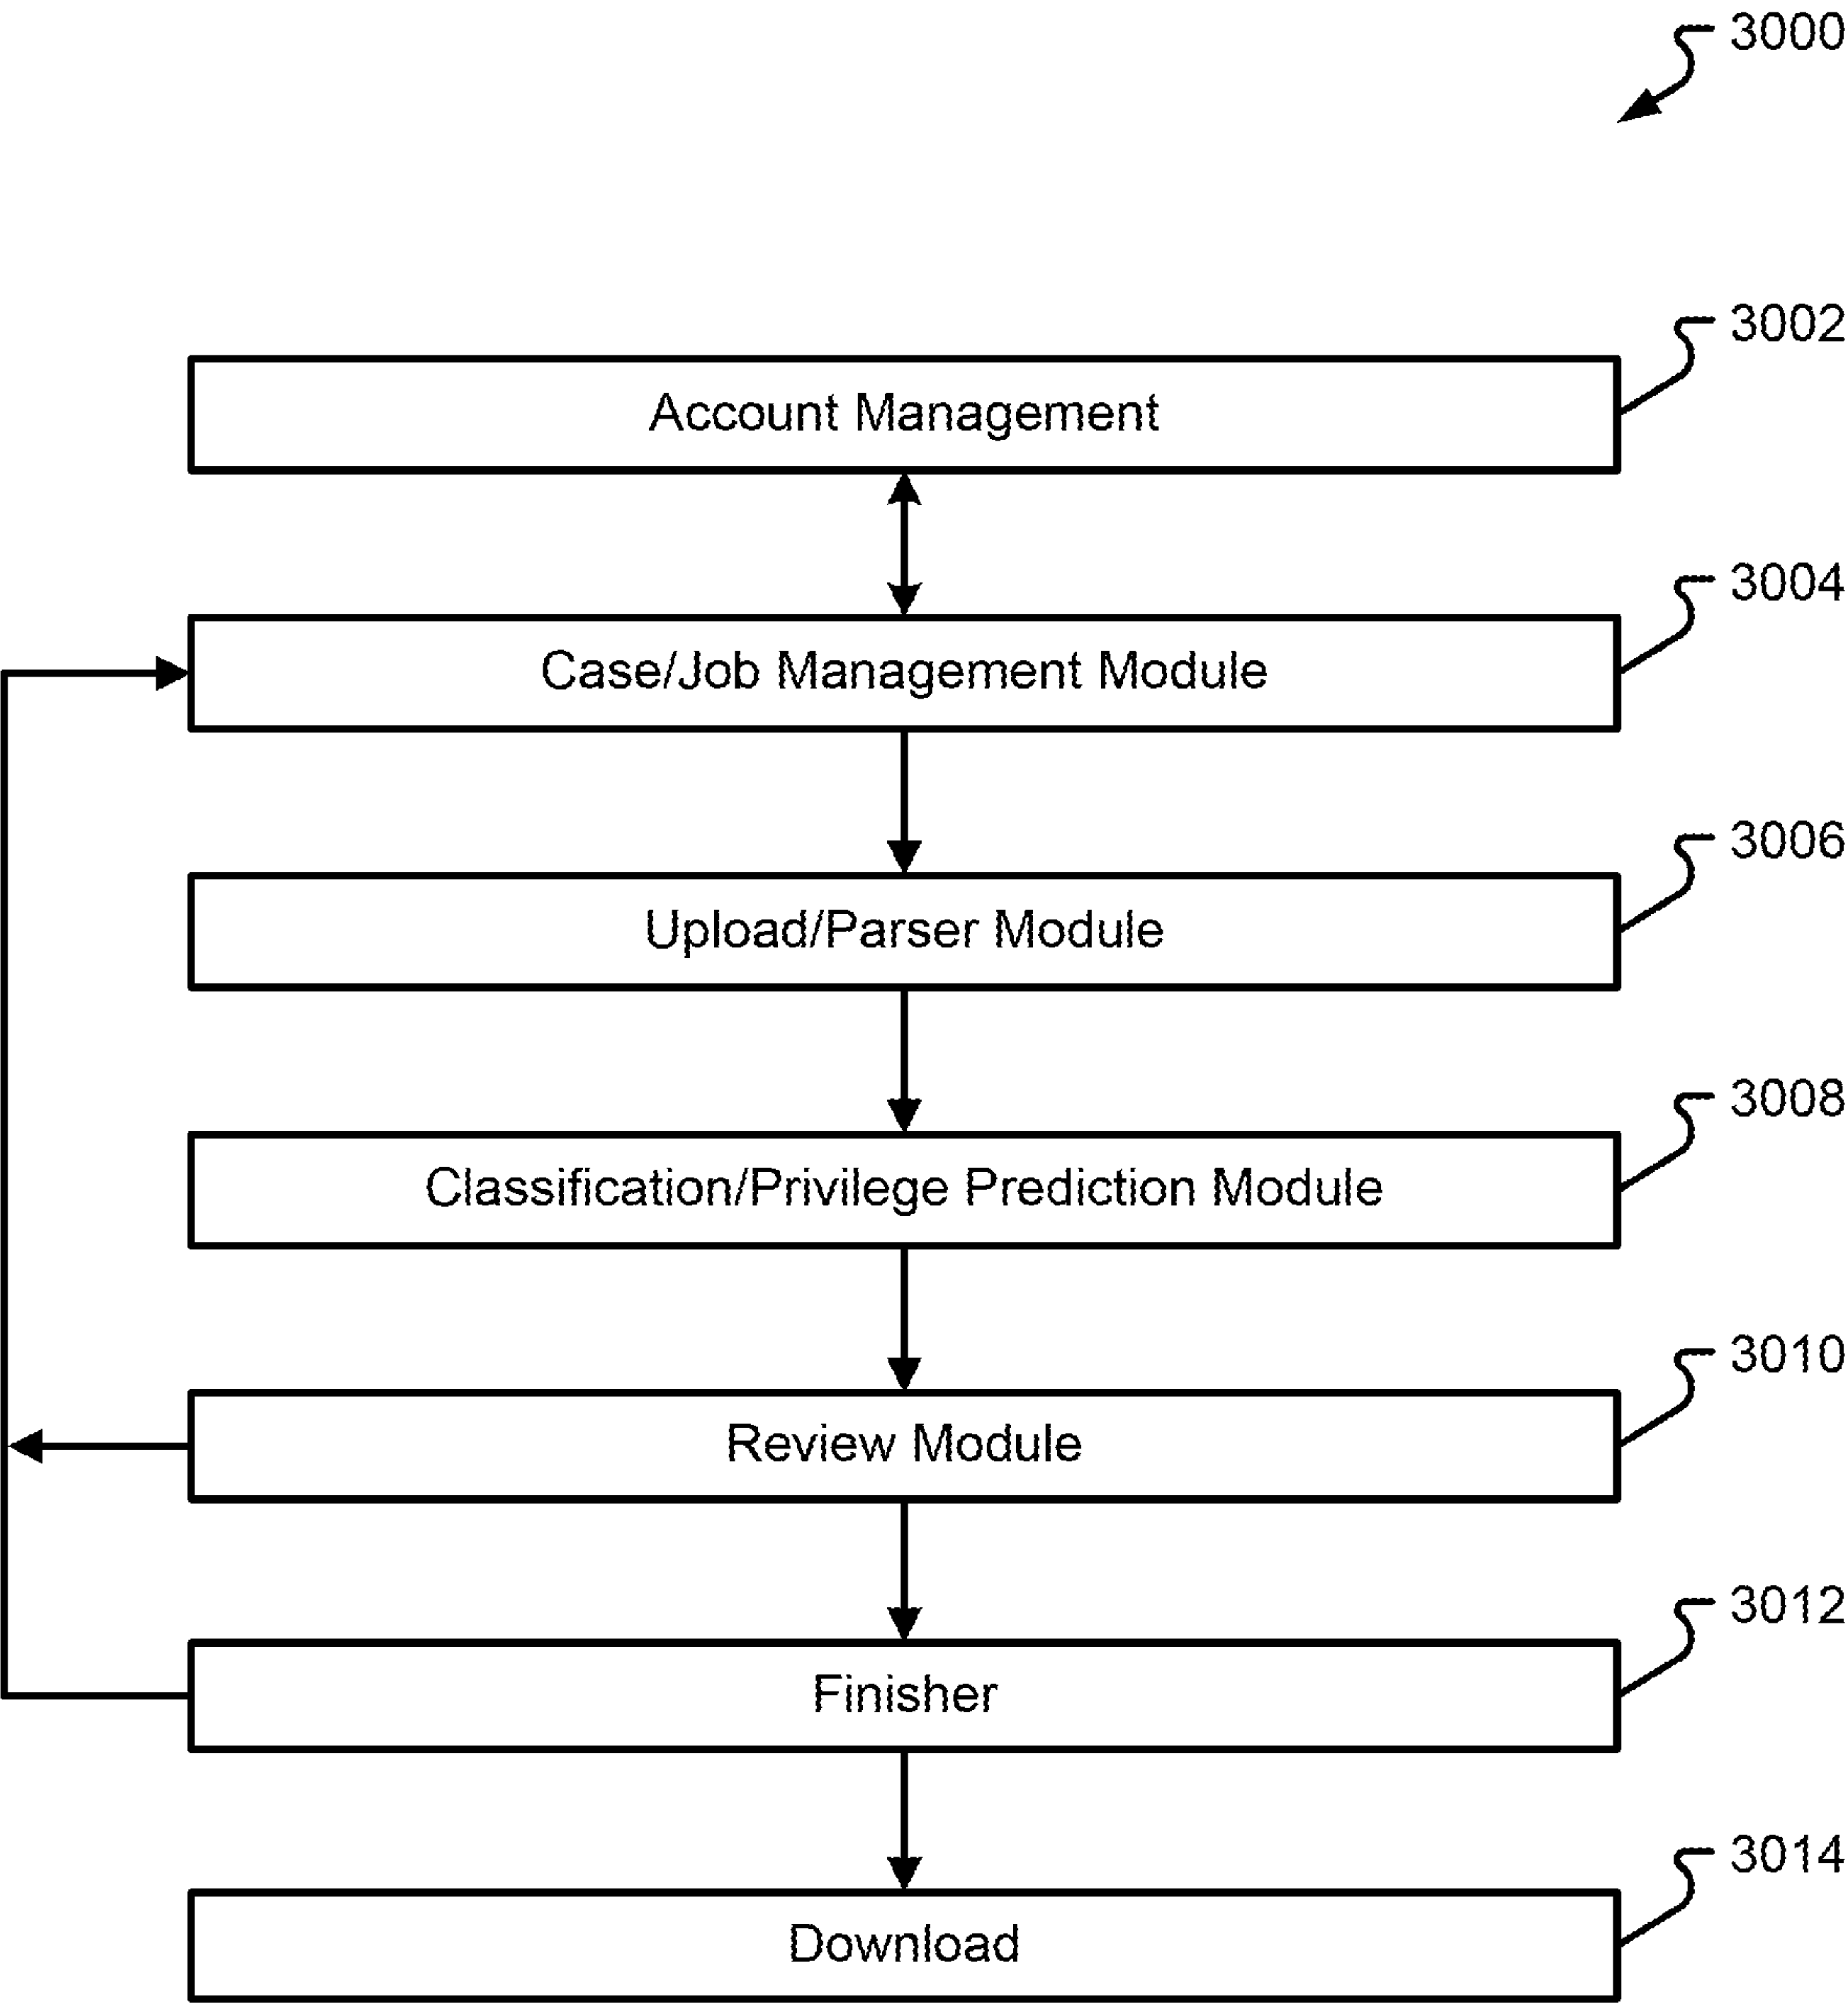 3000
3002
Account Management
3004
Case/Job Management Module
3006
Upload/Parser Module
3008
Classification/Privilege Prediction Module
3010
Review Module
3012
Finisher
3014
Download